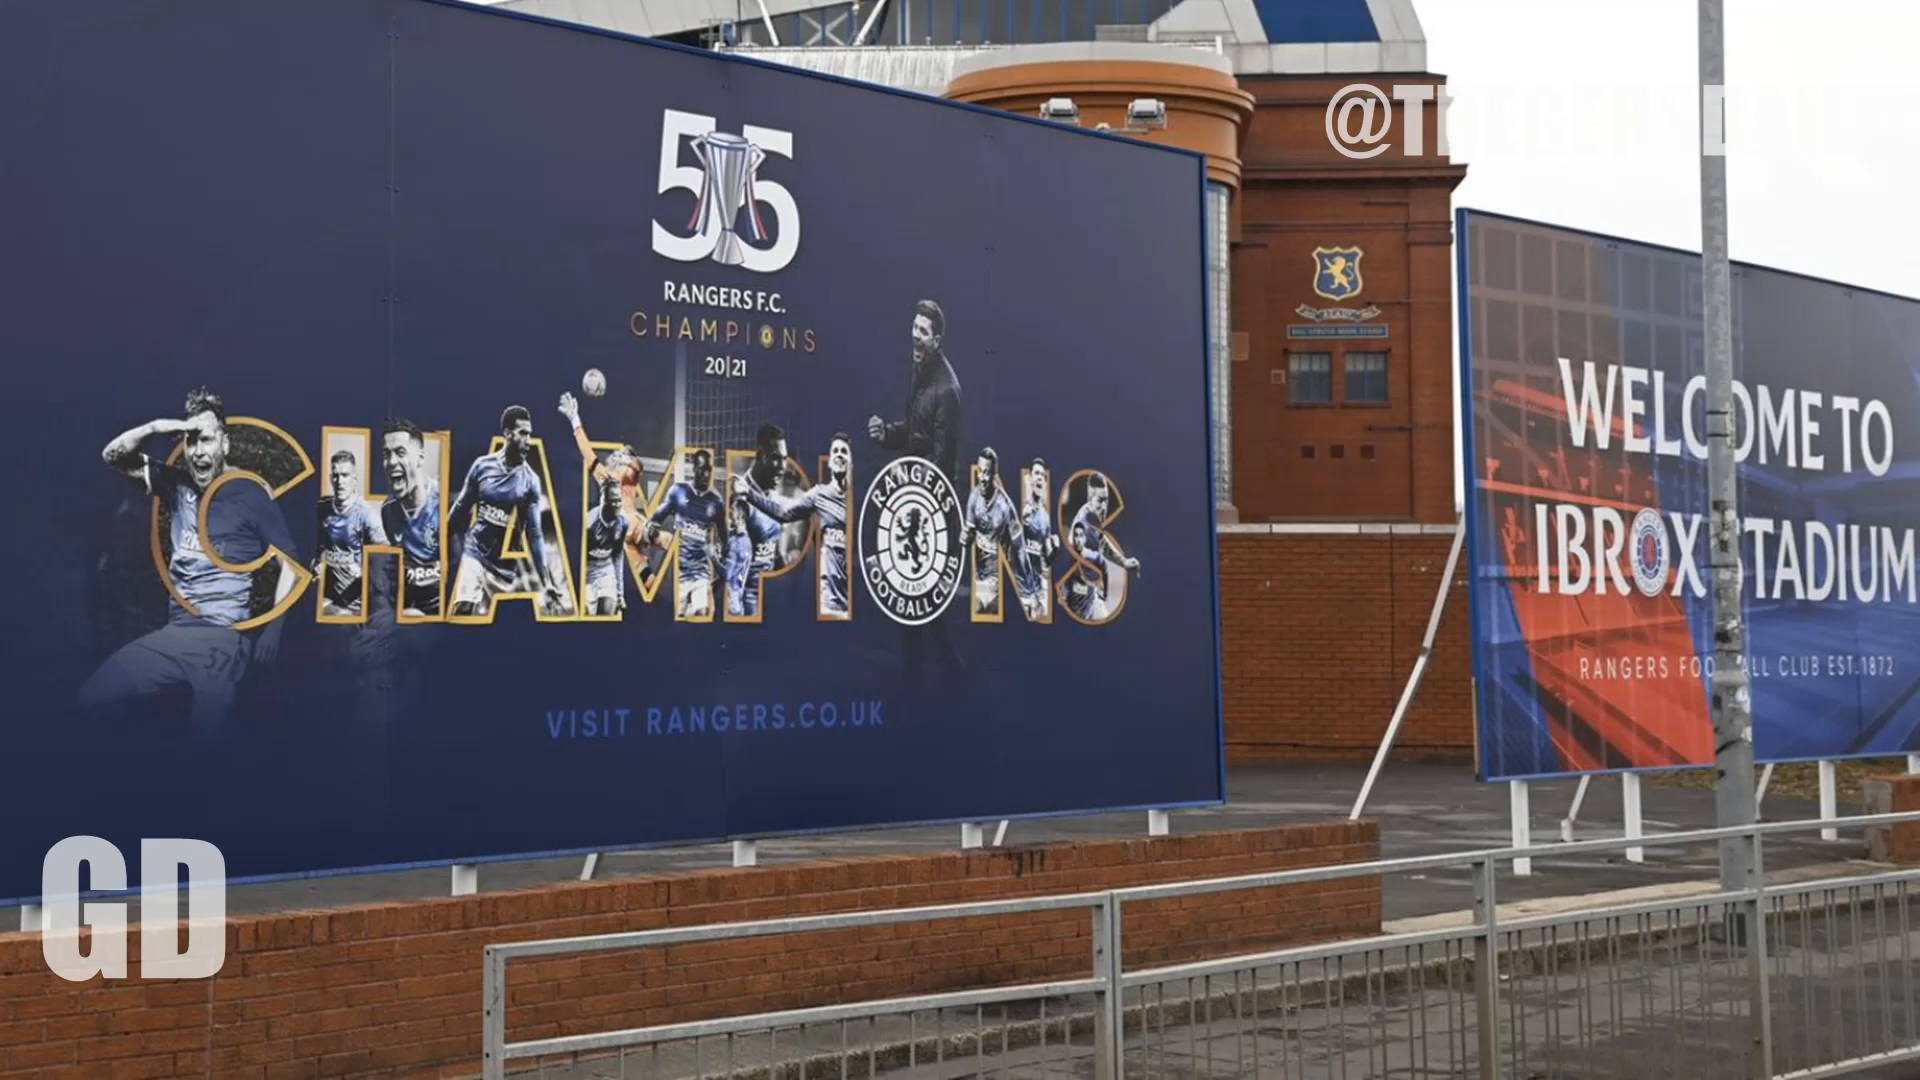 @THEGERSDAILY
55
RANGERS F.C.
CHAMPIONS
20|21
CHAMPIONS
RANGERS
FOOTBALL CLUB
READY
VISIT RANGERS.CO.UK
WELCOME TO
IBROX STADIUM
RANGERS FOOTBALL CLUB EST.1872
GD